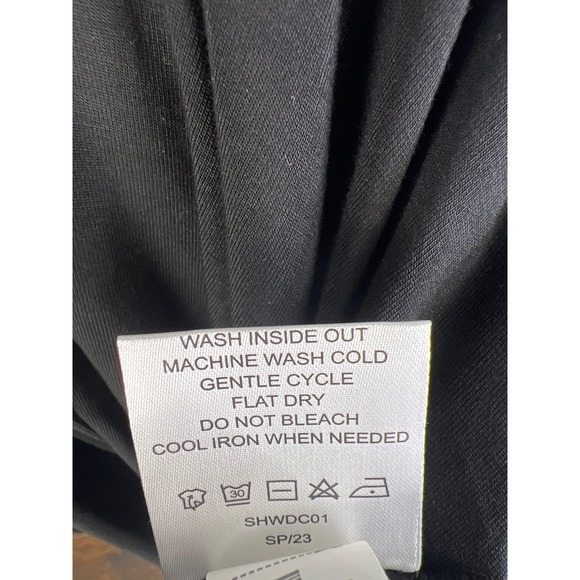 WASH INSIDE OUT
MACHINE WASH COLD
GENTLE CYCLE
FLAT DRY
DO NOT BLEACH
COOL IRON WHEN NEEDED
30
SHWDC01
SP/23